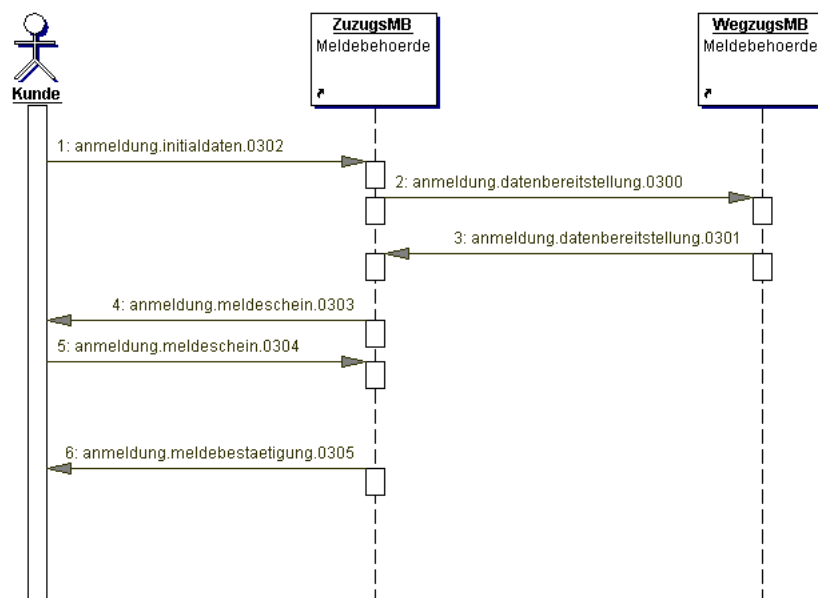 ZuzugsMB
Meldebehoerde
WegzugsMB
Meldebehoerde
Kunde
1: anmeldung.initialdaten.0302
2: anmeldung.datenbereitstellung.0300
3: anmeldung.datenbereitstellung.0301
4: anmeldung.meldeschein.0303
5: anmeldung.meldeschein.0304
6: anmeldung.meldebestaetigung.0305